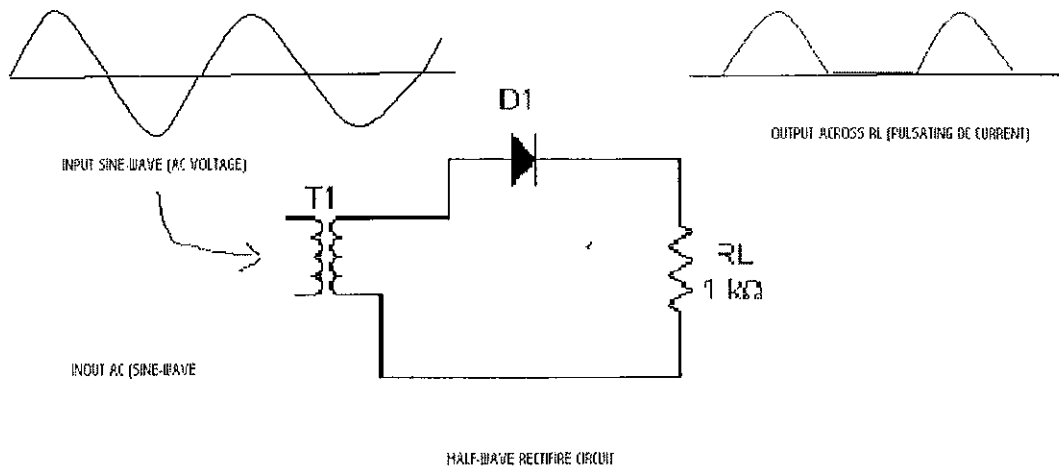 D1
OUTPUT ACROSS RL (PULSATING DC CURRENT)
INPUT SINE-WAVE (AC VOLTAGE)
T1
RL
1 kΩ
INOUT AC (SINE-WAVE
HALF-WAVE RECTIFIRE CIRCUIT